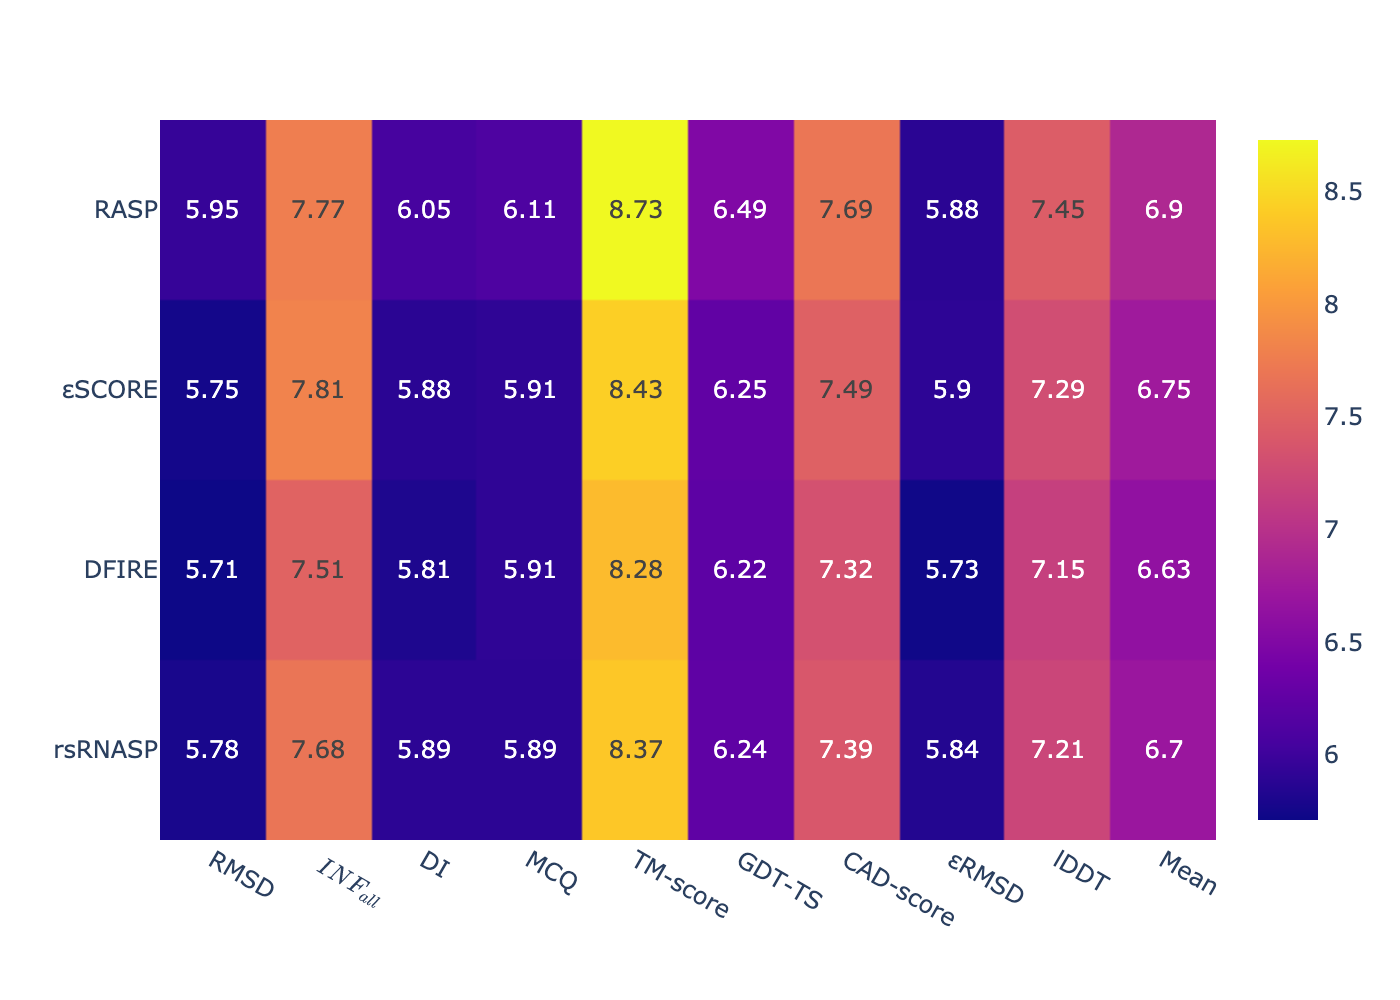 RASP 5.95 7.77 6.05 6.11 8.73 6.49 7.69 5.88 7.45 6.9
εSCORE 5.75 7.81 5.88 5.91 8.43 6.25 7.49 5.9 7.29 6.75
DFIRE 5.71 7.51 5.81 5.91 8.28 6.22 7.32 5.73 7.15 6.63
rsRNASP 5.78 7.68 5.89 5.89 8.37 6.24 7.39 5.84 7.21 6.7
RMSD INF_all DI MCQ TM-score GDT-TS CAD-score εRMSD lDDT Mean
8.5
8
7.5
7
6.5
6